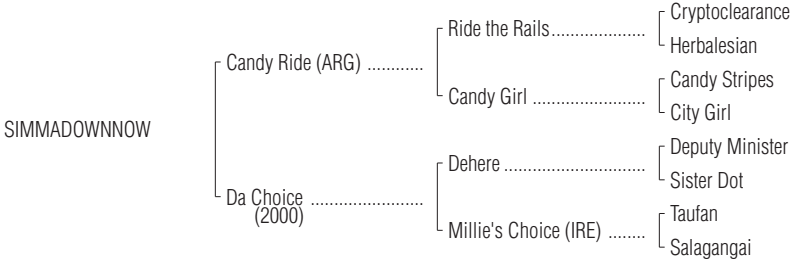 Cryptoclearance
Ride the Rails....................
Herbalesian
Candy Ride (ARG) ............
Candy Stripes
Candy Girl ........................
City Girl
SIMMADOWNNOW
Deputy Minister
Dehere ..............................
Sister Dot
Da Choice ........................
(2000)
Taufan
Millie's Choice (IRE) ........
Salagangai